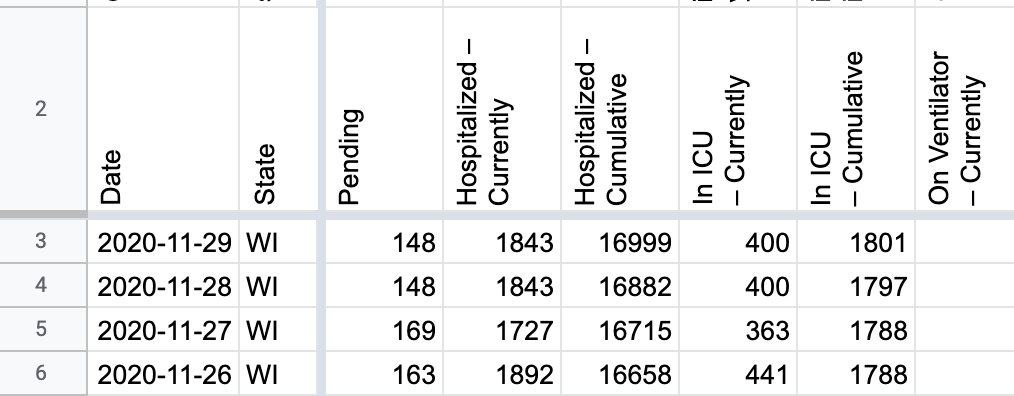 2 Date State Pending Hospitalized – Currently Hospitalized – Cumulative In ICU – Currently In ICU – Cumulative On Ventilator – Currently
3 2020-11-29 WI 148 1843 16999 400 1801
4 2020-11-28 WI 148 1843 16882 400 1797
5 2020-11-27 WI 169 1727 16715 363 1788
6 2020-11-26 WI 163 1892 16658 441 1788